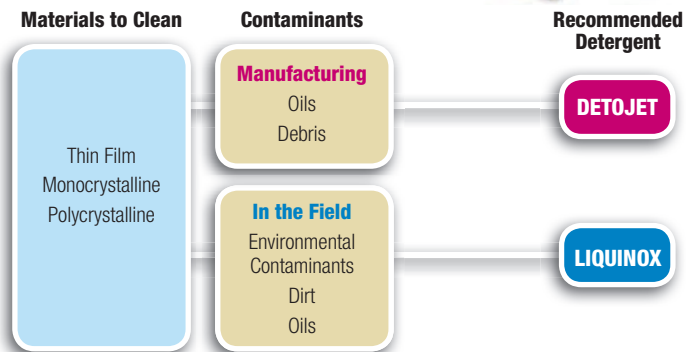 Materials to Clean
Contaminants
Recommended
Detergent
Thin Film
Monocrystalline
Polycrystalline
Manufacturing
Oils
Debris
DETOJET
In the Field
Environmental
Contaminants
Dirt
Oils
LIQUINOX